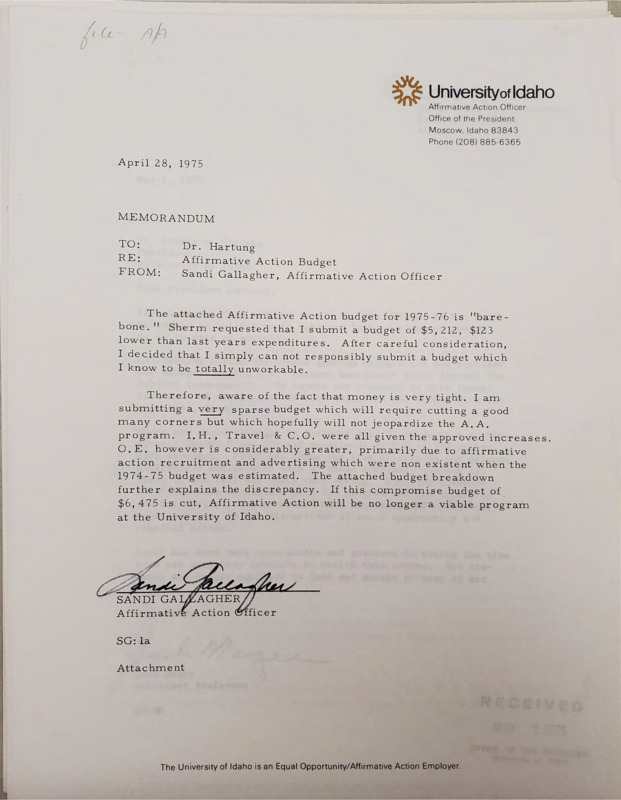 file A/A
University of Idaho
Affirmative Action Officer
Office of the President
Moscow, Idaho 83843
Phone (208) 885-6365
April 28, 1975
MEMORANDUM
TO: Dr. Hartung
RE: Affirmative Action Budget
FROM: Sandi Gallagher, Affirmative Action Officer
The attached Affirmative Action budget for 1975-76 is "bare-
bone." Sherm requested that I submit a budget of $5,212, $123
lower than last years expenditures. After careful consideration,
I decided that I simply can not responsibly submit a budget which
I know to be totally unworkable.
Therefore, aware of the fact that money is very tight. I am
submitting a very sparse budget which will require cutting a good
many corners but which hopefully will not jeopardize the A.A.
program. I.H., Travel & C.O. were all given the approved increases.
O.E. however is considerably greater, primarily due to affirmative
action recruitment and advertising which were non existent when the
1974-75 budget was estimated. The attached budget breakdown
further explains the discrepancy. If this compromise budget of
$6,475 is cut, Affirmative Action will be no longer a viable program
at the University of Idaho.
Sandi Gallagher
SANDI GALLAGHER
Affirmative Action Officer
SG:la
Attachment
RECEIVED
The University of Idaho is an Equal Opportunity/Affirmative Action Employer.